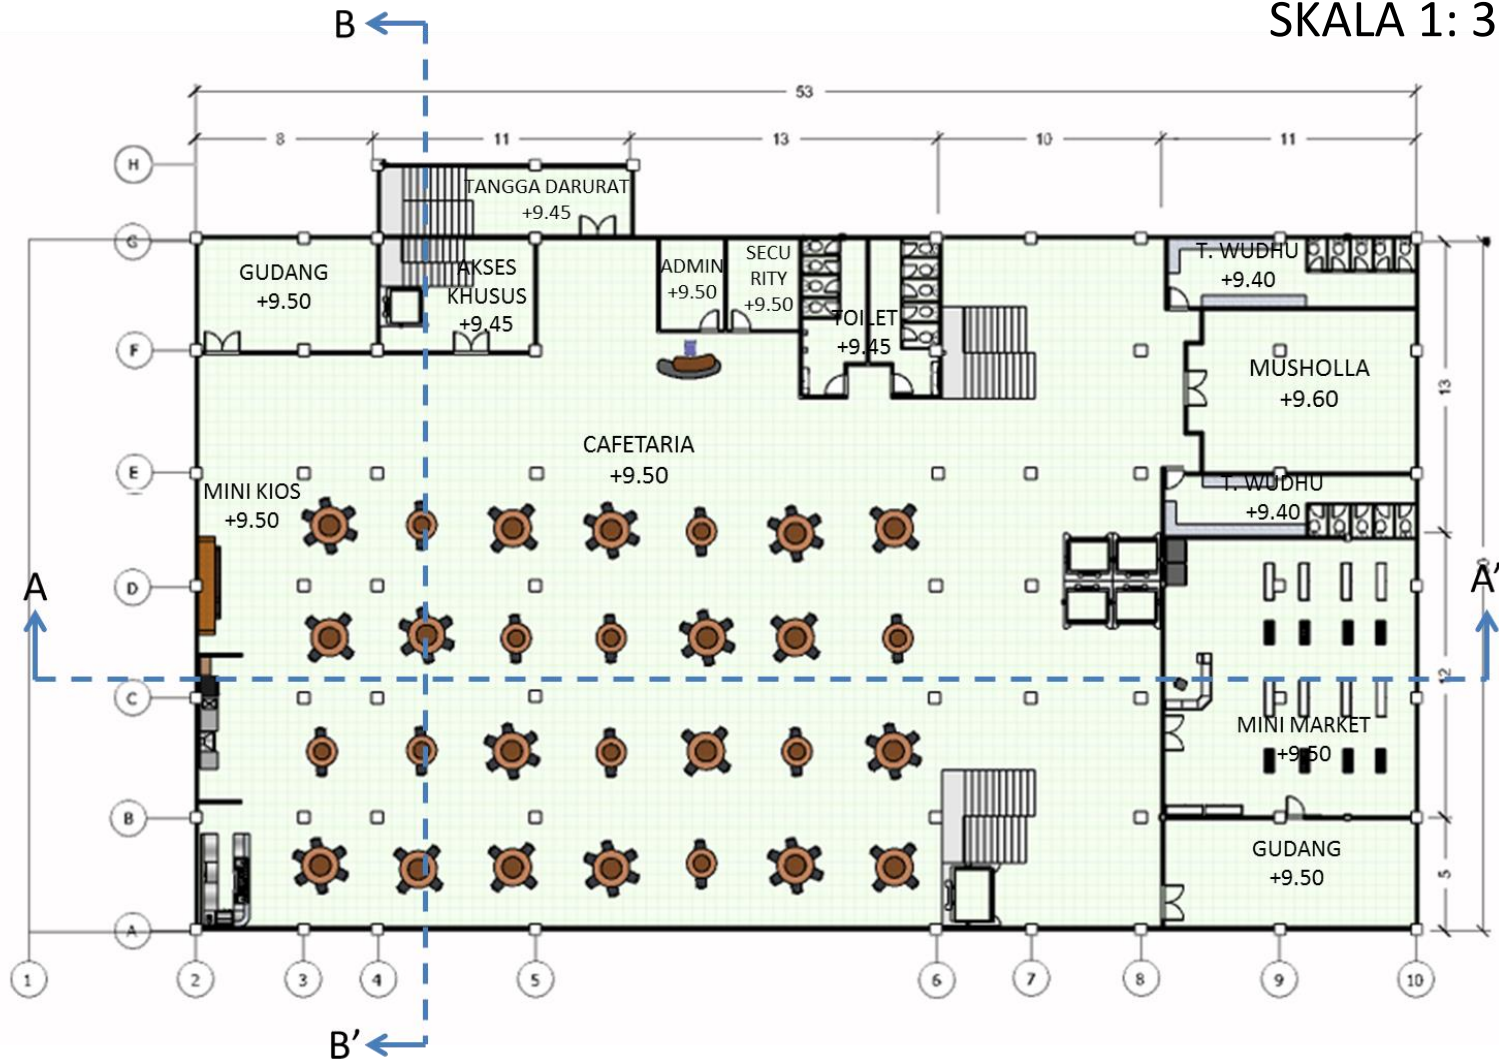 SKALA 1: 3
B
53
8
11
13
10
11
H
TANGGA DARURAT
+9.45
G
GUDANG
+9.50
AKSES
KHUSUS
+9.45
ADMIN
+9.50
SECU
RITY
+9.50
TOILET
+9.45
T. WUDHU
+9.40
F
MUSHOLLA
+9.60
13
CAFETARIA
+9.50
E
MINI KIOS
+9.50
T. WUDHU
+9.40
D
A
A'
12
C
MINI MARKET
+9.50
B
GUDANG
+9.50
5
A
1
2
3
4
5
6
7
8
9
10
B'